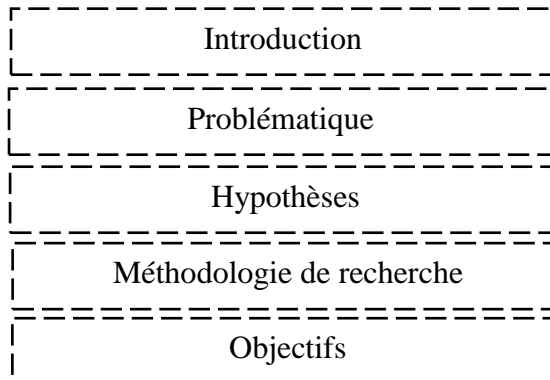 Introduction
Problématique
Hypothèses
Méthodologie de recherche
Objectifs